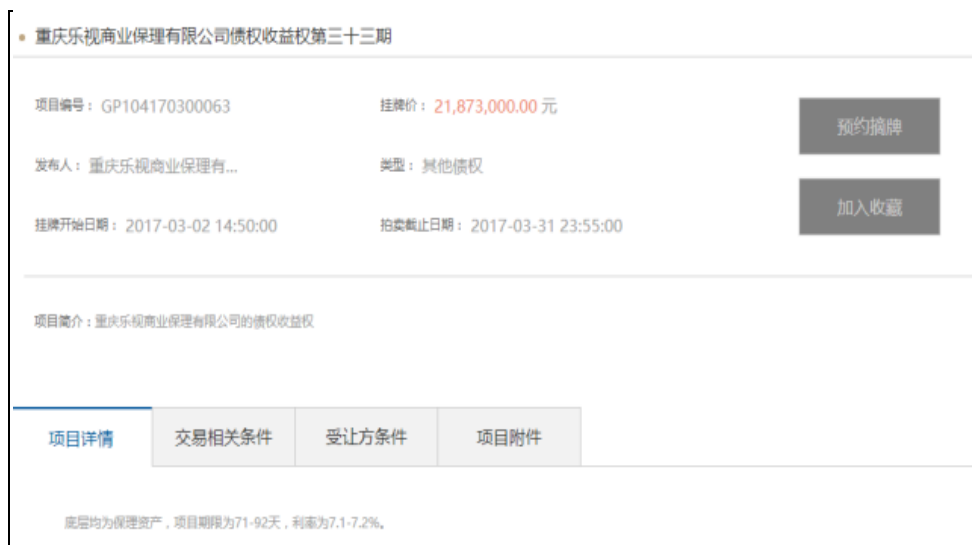 重庆乐视商业保理有限公司债权收益权第三十三期
项目编号： GP104170300063 挂牌价： 21,873,000.00 元
预约摘牌
发布人： 重庆乐视商业保理有... 类型： 其他债权
加入收藏
挂牌开始日期： 2017-03-02 14:50:00 拍卖截止日期： 2017-03-31 23:55:00
项目简介：重庆乐视商业保理有限公司的债权收益权
项目详情 交易相关条件 受让方条件 项目附件
底层均为保理资产，项目期限为71-92天，利率为7.1-7.2%。